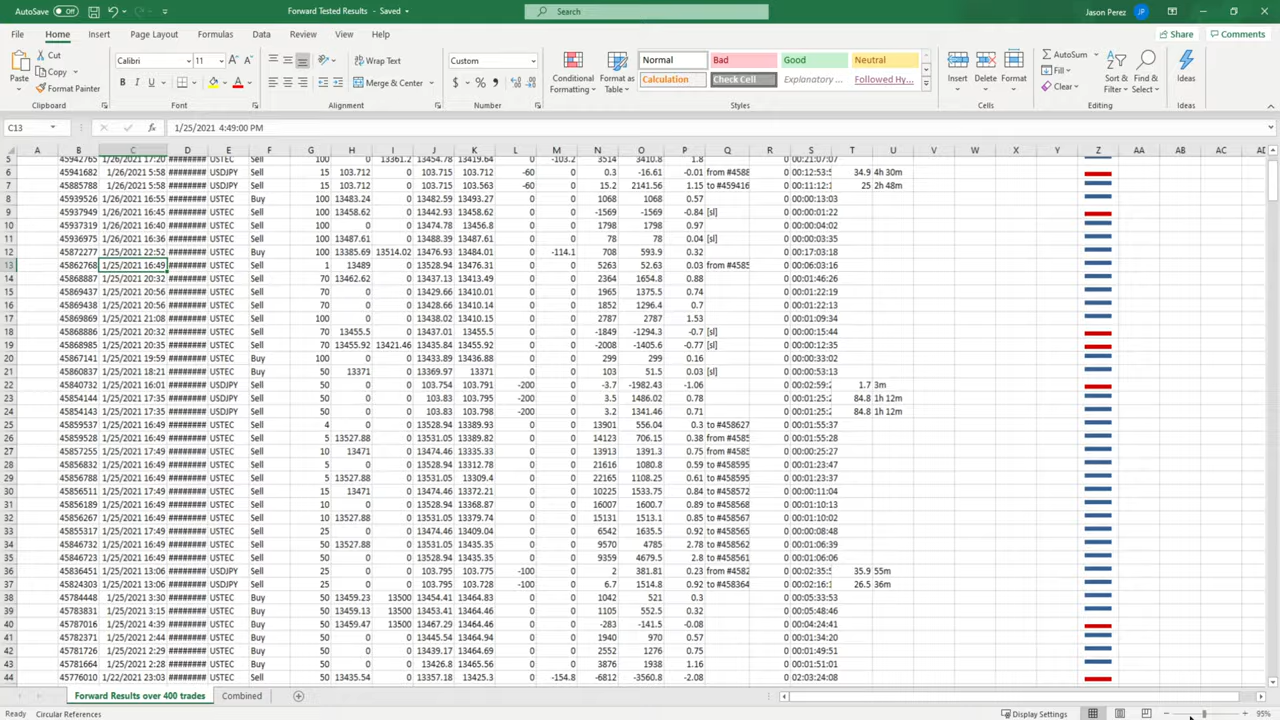 AutoSave Off Forward Tested Results - Saved Search Jason Perez JP
File Home Insert Page Layout Formulas Data Review View Help Share Comments
Paste Cut Copy Format Painter Clipboard
Calibri 11 A A B I U Font
Wrap Text Merge & Center Alignment
Custom $ % Number
Conditional Formatting Format as Table
Normal Bad Good Neutral
Calculation Check Cell Explanatory ... Followed Hy...
Styles
Insert Delete Format Cells
AutoSum Fill Clear Sort & Filter Find & Select Editing
Ideas Ideas
C13 fx 1/25/2021 4:49:00 PM
A B C D E F G H I J K L M N O P Q R S T U V W X Y Z AA AB AC AD
5 45942765 1/26/2021 17:20 ######## USTEC Sell 100 0 13361.2 13454.78 13419.64 0 -103.2 3514 3410.8 1.8 0 00:21:07:07
6 45941682 1/26/2021 5:58 ######## USDJPY Sell 15 103.712 103.715 103.712 -60 0.3 -16.61 -0.01 from #4588 0 00:12:53: 34.9 4h 30m
7 45885780 1/26/2021 5:58 ######## USDJPY Sell 15 103.712 103.715 103.563 -60 15.2 2141.56 1.15 to #459416 0 00:11:12: 25 2h 48m
8 45939526 1/26/2021 16:55 ######## USTEC Buy 100 13483.24 0 13482.59 13493.27 0 0 1068 1068 0.57 0 00:00:13:03
9 45937949 1/26/2021 16:45 ######## USTEC Sell 100 13458.62 0 13442.93 13458.62 0 0 -1569 -1569 -0.84 [sl] 0 00:00:01:22
10 45937319 1/26/2021 16:40 ######## USTEC Sell 100 0 0 13474.78 13456.8 0 0 1798 1798 0.97 0 00:00:04:02
11 45936975 1/26/2021 16:36 ######## USTEC Sell 100 13487.61 0 13488.39 13487.61 0 0 78 78 0.04 [sl] 0 00:00:03:35
12 45872277 1/25/2021 22:52 ######## USTEC Buy 100 13385.69 13514.02 13476.93 13484.01 0 -114.1 708 593.9 0.32 0 00:17:03:18
13 45862768 1/25/2021 16:49 ######## USTEC Sell 1 13489 0 13528.94 13476.31 0 0 5263 52.63 0.03 from #4585 0 00:06:03:16
14 45868887 1/25/2021 20:32 ######## USTEC Sell 70 13462.62 0 13437.13 13413.49 0 0 2364 1654.8 0.88 0 00:01:46:26
15 45869437 1/25/2021 20:56 ######## USTEC Sell 70 0 0 13429.66 13410.01 0 0 1965 1375.5 0.74 0 00:01:22:21
16 45869438 1/25/2021 20:56 ######## USTEC Sell 70 0 0 13428.66 13410.14 0 0 1852 1296.4 0.7 0 00:01:22:13
17 45869869 1/25/2021 21:08 ######## USTEC Sell 100 0 0 13438.02 13410.15 0 0 2787 2787 1.53 0 00:01:09:34
18 45868886 1/25/2021 20:32 ######## USTEC Sell 70 13455.5 0 13437.01 13455.5 0 0 -1849 -1294.3 -0.7 [sl] 0 00:00:15:44
19 45868985 1/25/2021 20:35 ######## USTEC Sell 70 13455.92 13421.46 13435.84 13455.92 0 0 -2008 -1405.6 -0.77 [sl] 0 00:00:12:35
20 45867141 1/25/2021 19:59 ######## USTEC Buy 100 0 0 13433.89 13436.88 0 0 299 299 0.16 0 00:00:33:02
21 45860837 1/25/2021 18:21 ######## USTEC Buy 50 13371 0 13369.97 13371 0 0 103 51.5 0.03 [sl] 0 00:00:53:13
22 45840732 1/25/2021 16:01 ######## USDJPY Sell 50 0 103.754 103.791 -200 -3.7 -1982.43 -1.06 0 00:02:59: 1.7 3m
23 45854144 1/25/2021 17:35 ######## USDJPY Sell 50 0 103.83 103.795 -200 3.5 1486.02 0.78 0 00:01:25: 84.8 1h 12m
24 45854143 1/25/2021 17:35 ######## USDJPY Sell 50 0 103.83 103.798 -200 3.2 1341.46 0.71 0 00:01:25: 84.8 1h 12m
25 45859537 1/25/2021 16:49 ######## USTEC Sell 4 0 0 13528.94 13389.93 0 0 13901 556.04 0.3 to #458627 0 00:01:55:37
26 45859528 1/25/2021 16:49 ######## USTEC Sell 5 13527.88 0 13531.05 13389.82 0 0 14123 706.15 0.38 from #4585 0 00:01:55:28
27 45857255 1/25/2021 17:49 ######## USTEC Sell 10 13471 0 13474.46 13335.33 0 0 13913 1391.3 0.75 from #4585 0 00:00:13:27
28 45856832 1/25/2021 16:49 ######## USTEC Sell 5 0 0 13528.94 13312.78 0 0 21616 1080.8 0.59 to #458595 0 00:01:23:47
29 45856788 1/25/2021 16:49 ######## USTEC Sell 5 13527.88 0 13531.05 13309.4 0 0 22165 1108.25 0.61 to #458595 0 00:01:23:17
30 45856511 1/25/2021 17:49 ######## USTEC Sell 15 13471 0 13474.46 13372.21 0 0 10225 1533.75 0.84 to #458572 0 00:00:11:04
31 45856189 1/25/2021 16:49 ######## USTEC Sell 10 0 0 13528.94 13368.87 0 0 16007 1600.7 0.89 to #458568 0 00:01:10:13
32 45856267 1/25/2021 16:49 ######## USTEC Sell 10 13527.88 0 13531.05 13379.74 0 0 15131 1513.1 0.85 to #458567 0 00:01:10:02
33 45855317 1/25/2021 17:49 ######## USTEC Sell 25 0 0 13474.46 13409.04 0 0 6542 1635.5 0.92 to #458565 0 00:00:08:48
34 45846732 1/25/2021 16:49 ######## USTEC Sell 50 13527.88 0 13531.05 13435.35 0 0 9570 4785 2.78 to #458562 0 00:01:06:39
35 45846723 1/25/2021 16:49 ######## USTEC Sell 50 0 0 13528.94 13435.35 0 0 9359 4679.5 2.8 to #458561 0 00:01:06:06
36 45836451 1/25/2021 13:06 ######## USDJPY Sell 25 0 103.795 103.775 -100 2 381.81 0.23 from #4582 0 00:02:35: 35.9 55m
37 45824303 1/25/2021 13:06 ######## USDJPY Sell 25 0 103.795 103.728 -100 6.7 1514.8 0.92 to #458364 0 00:02:16: 26.5 36m
38 45784448 1/25/2021 3:30 ######## USTEC Buy 50 13459.23 13500 13454.41 13464.83 0 0 1042 521 0.3 0 00:05:33:53
39 45783831 1/25/2021 3:15 ######## USTEC Buy 50 13459.13 13500 13453.41 13464.46 0 0 1105 552.5 0.32 0 00:05:48:46
40 45787016 1/25/2021 4:39 ######## USTEC Buy 50 13459.47 13500 13467.29 13464.46 0 0 -283 -141.5 -0.08 0 00:04:24:41
41 45782371 1/25/2021 2:44 ######## USTEC Buy 50 0 0 13445.54 13464.94 0 0 1940 970 0.57 0 00:01:34:20
42 45781726 1/25/2021 2:29 ######## USTEC Buy 50 0 0 13439.17 13464.69 0 0 2552 1276 0.75 0 00:01:49:51
43 45781664 1/25/2021 2:28 ######## USTEC Buy 50 0 0 13426.8 13465.56 0 0 3876 1938 1.16 0 00:01:51:01
44 45776010 1/22/2021 23:03 ######## USTEC Sell 50 13435.54 0 13357.18 13425.3 0 -154.8 -6812 -3560.8 -2.08 0 02:03:24:08
Forward Results over 400 trades Combined
Ready Circular References Display Settings 95%